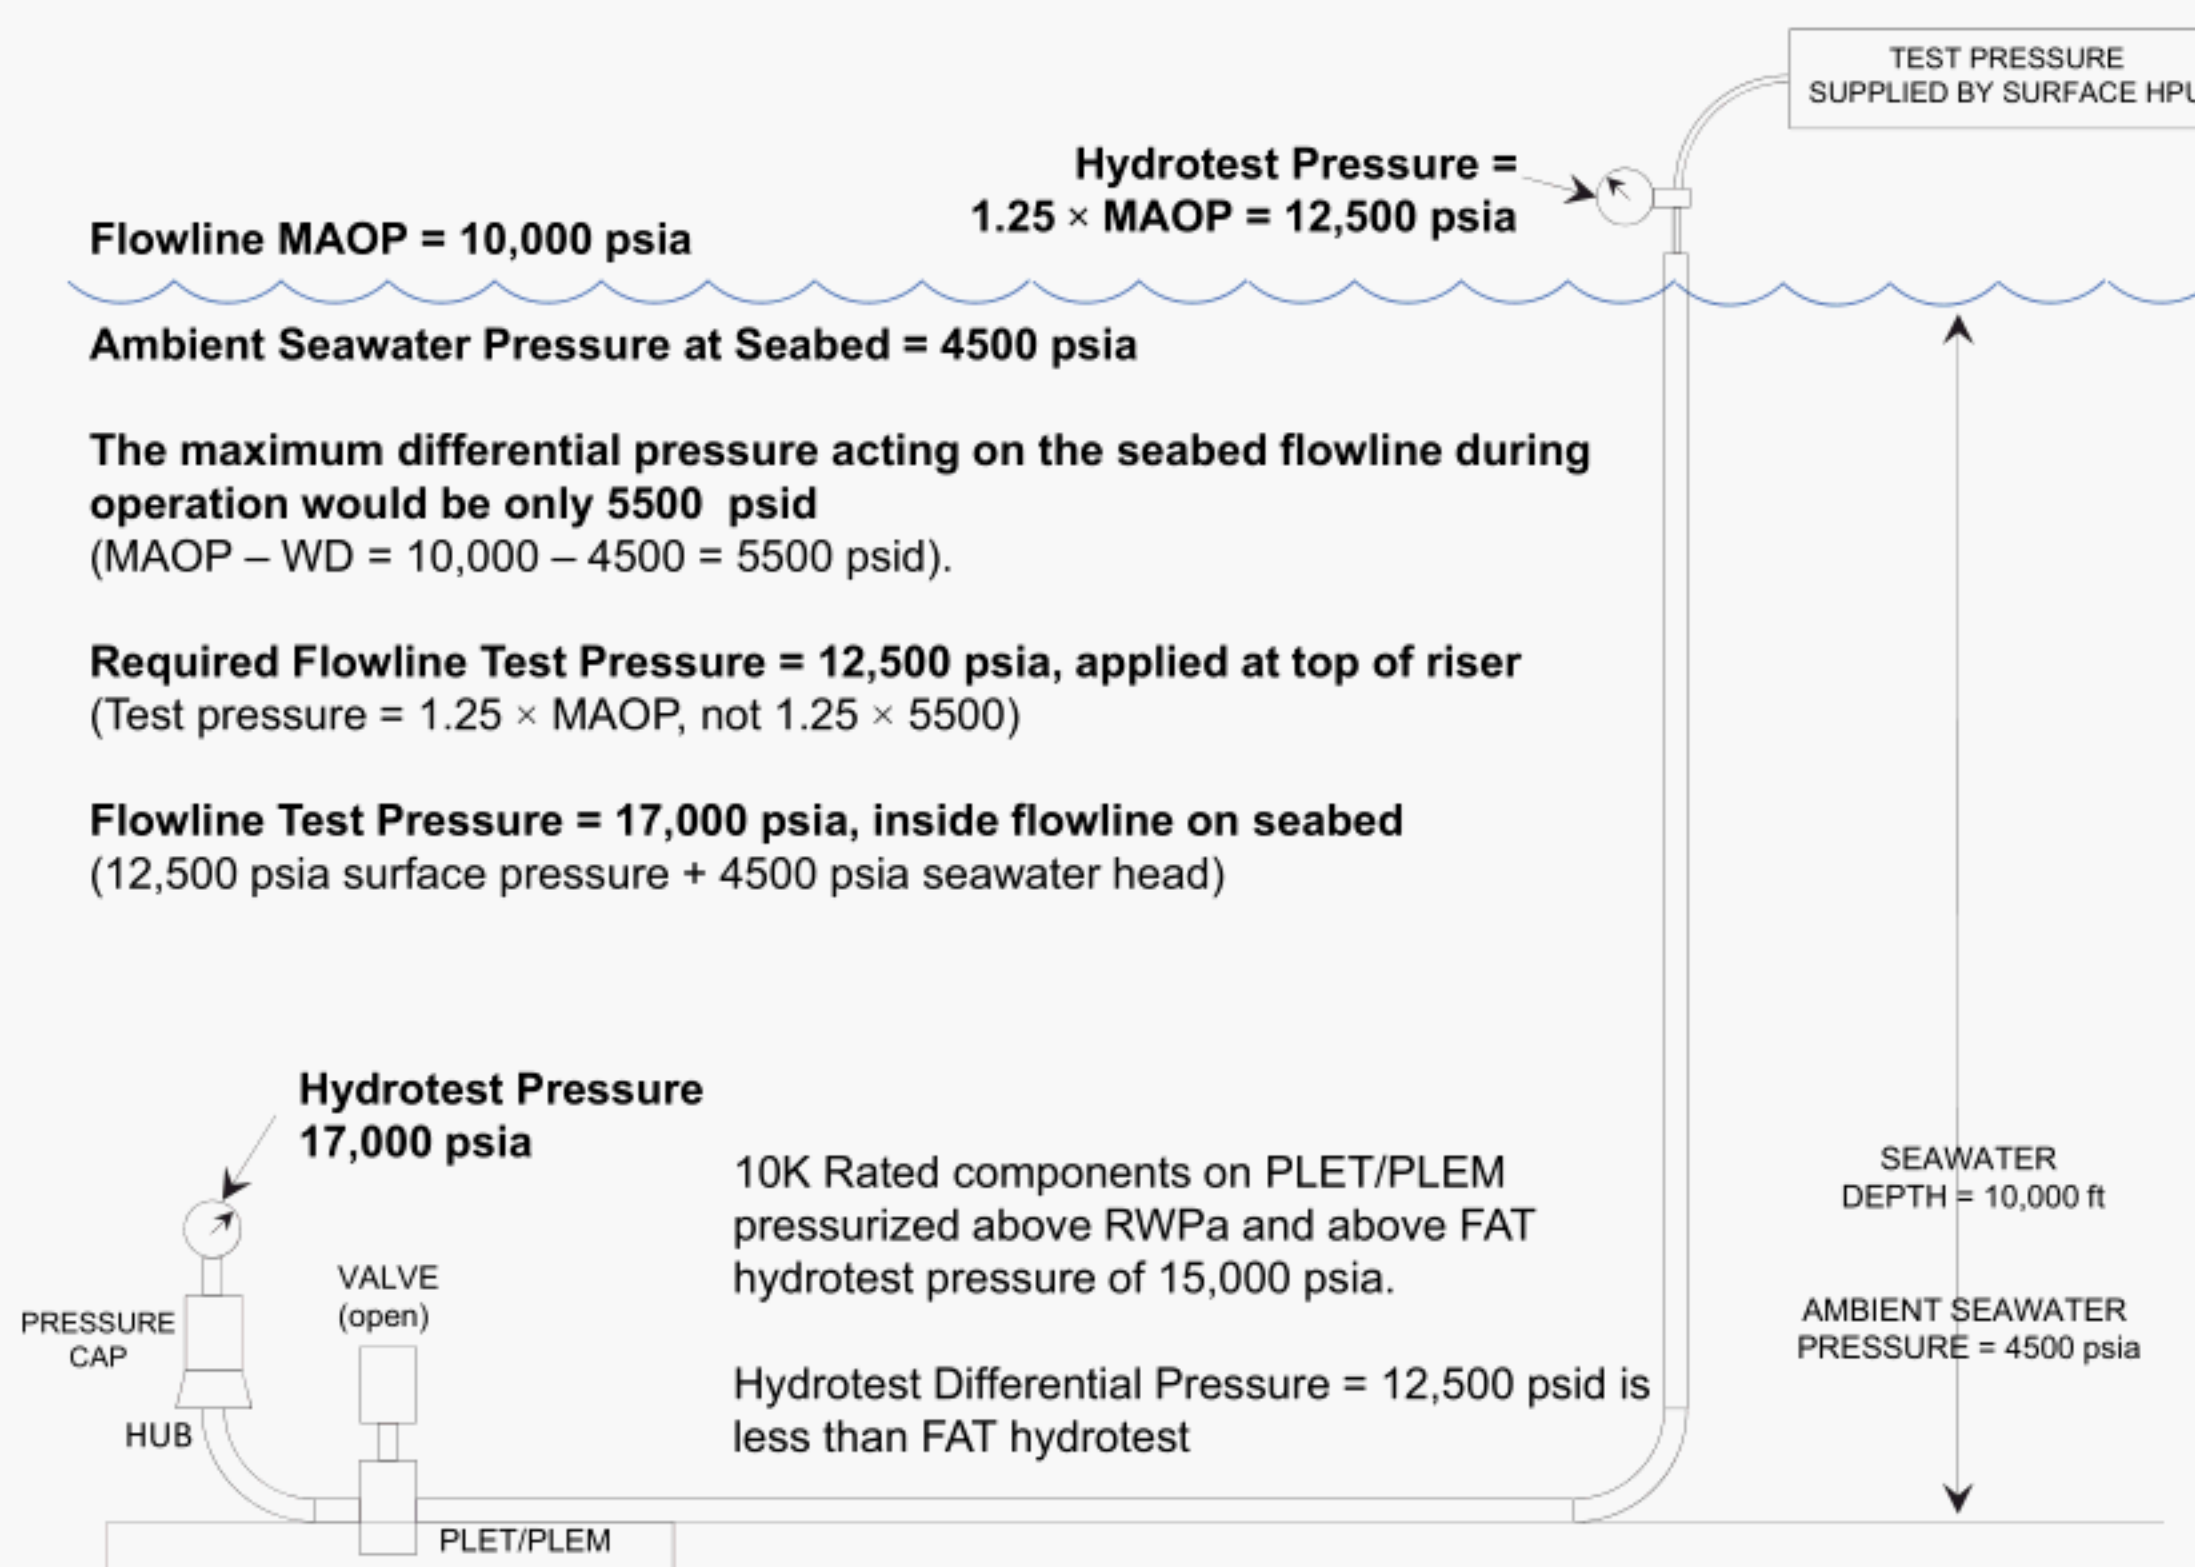 TEST PRESSURE
SUPPLIED BY SURFACE HPU
Hydrotest Pressure =
1.25 × MAOP = 12,500 psia
Flowline MAOP = 10,000 psia
Ambient Seawater Pressure at Seabed = 4500 psia
The maximum differential pressure acting on the seabed flowline during
operation would be only 5500  psid
(MAOP – WD = 10,000 – 4500 = 5500 psid).
Required Flowline Test Pressure = 12,500 psia, applied at top of riser
(Test pressure = 1.25 × MAOP, not 1.25 × 5500)
Flowline Test Pressure = 17,000 psia, inside flowline on seabed
(12,500 psia surface pressure + 4500 psia seawater head)
Hydrotest Pressure
17,000 psia
10K Rated components on PLET/PLEM
pressurized above RWPa and above FAT
hydrotest pressure of 15,000 psia.
Hydrotest Differential Pressure = 12,500 psid is
less than FAT hydrotest
SEAWATER
DEPTH = 10,000 ft
AMBIENT SEAWATER
PRESSURE = 4500 psia
VALVE
(open)
PRESSURE
CAP
HUB
PLET/PLEM